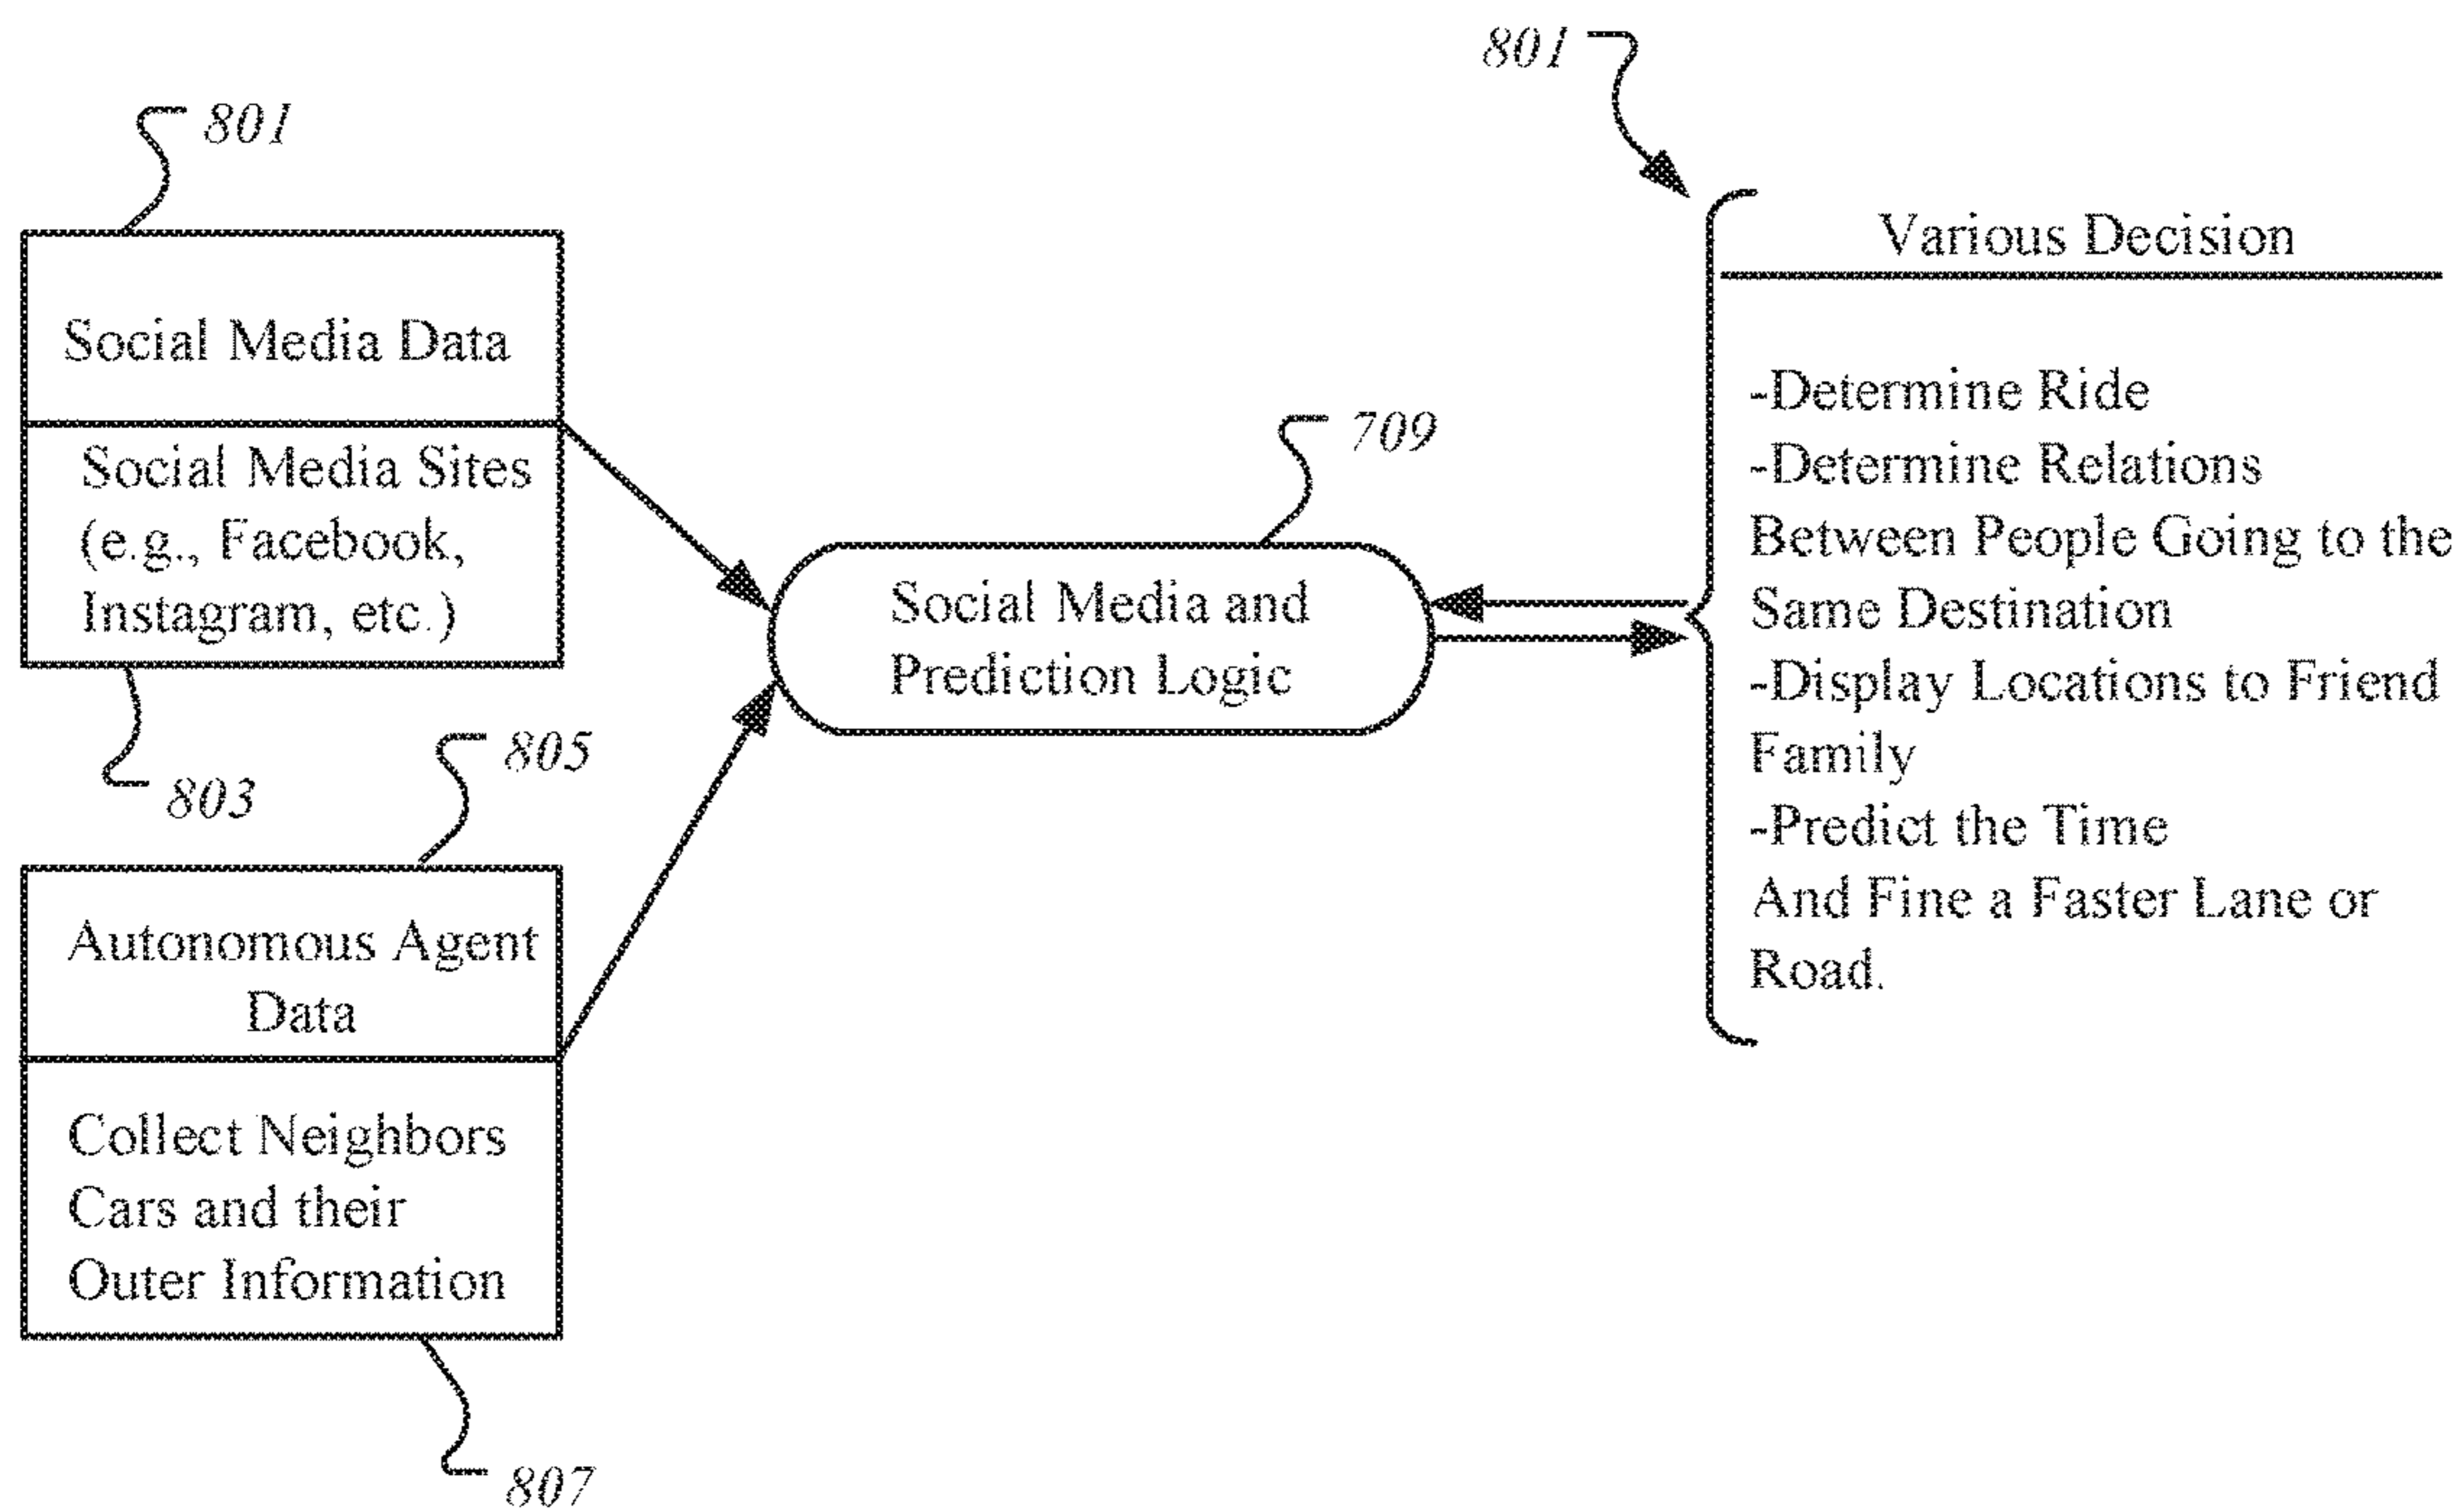 801
Social Media Data
Social Media Sites
(e.g., Facebook,
Instagram, etc.)
803
805
Autonomous Agent
Data
Collect Neighbors
Cars and their
Outer Information
807
709
Social Media and
Prediction Logic
801
Various Decision
-Determine Ride
-Determine Relations
Between People Going to the
Same Destination
-Display Locations to Friend
Family
-Predict the Time
And Fine a Faster Lane or
Road.